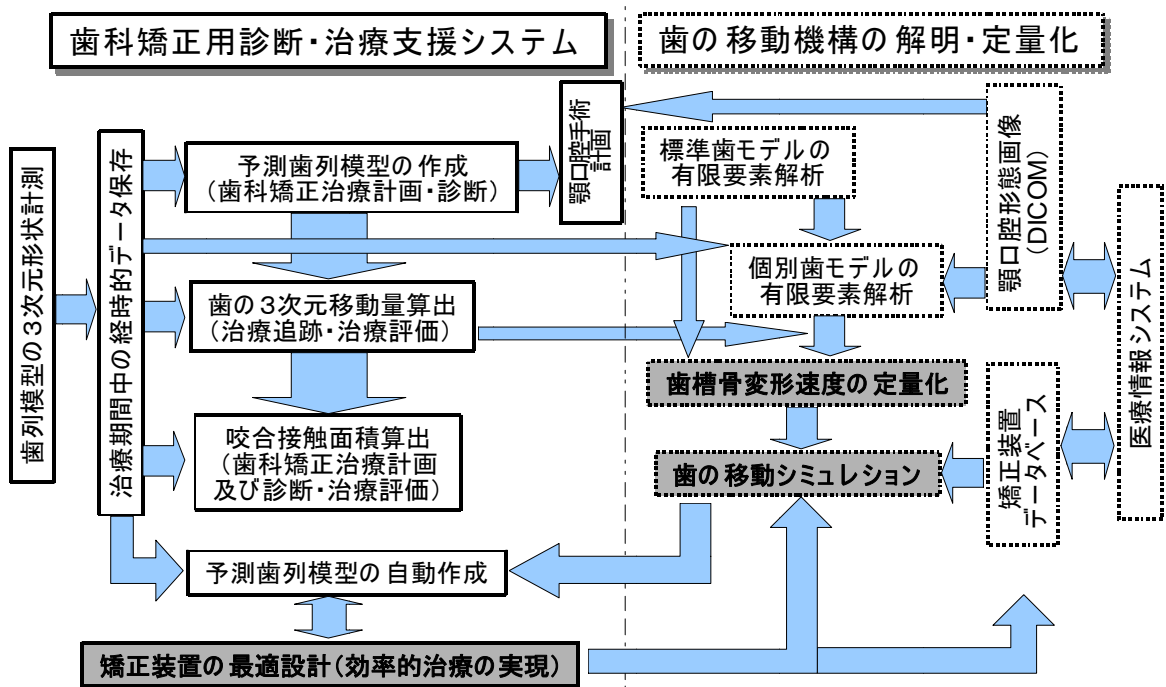 歯科矯正用診断・治療支援システム
歯の移動機構の解明・定量化
歯列模型の3次元形状計測
治療期間中の経時的データ保存
予測歯列模型の作成
(歯科矯正治療計画・診断)
顎口腔手術
計画
標準歯モデルの
有限要素解析
顎口腔形態画像
(DICOM)
個別歯モデルの
有限要素解析
歯の3次元移動量算出
(治療追跡・治療評価)
医療情報システム
歯槽骨変形速度の定量化
咬合接触面積算出
(歯科矯正治療計画
及び診断・治療評価)
歯の移動シミュレション
矯正装置
データベース
予測歯列模型の自動作成
矯正装置の最適設計(効率的治療の実現)